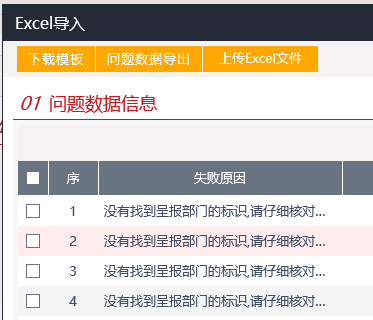 Excel导入
下载模板 问题数据导出 上传Excel文件
01 问题数据信息
序 失败原因
1 没有找到呈报部门的标识,请仔细核对...
2 没有找到呈报部门的标识,请仔细核对...
3 没有找到呈报部门的标识,请仔细核对...
4 没有找到呈报部门的标识,请仔细核对...